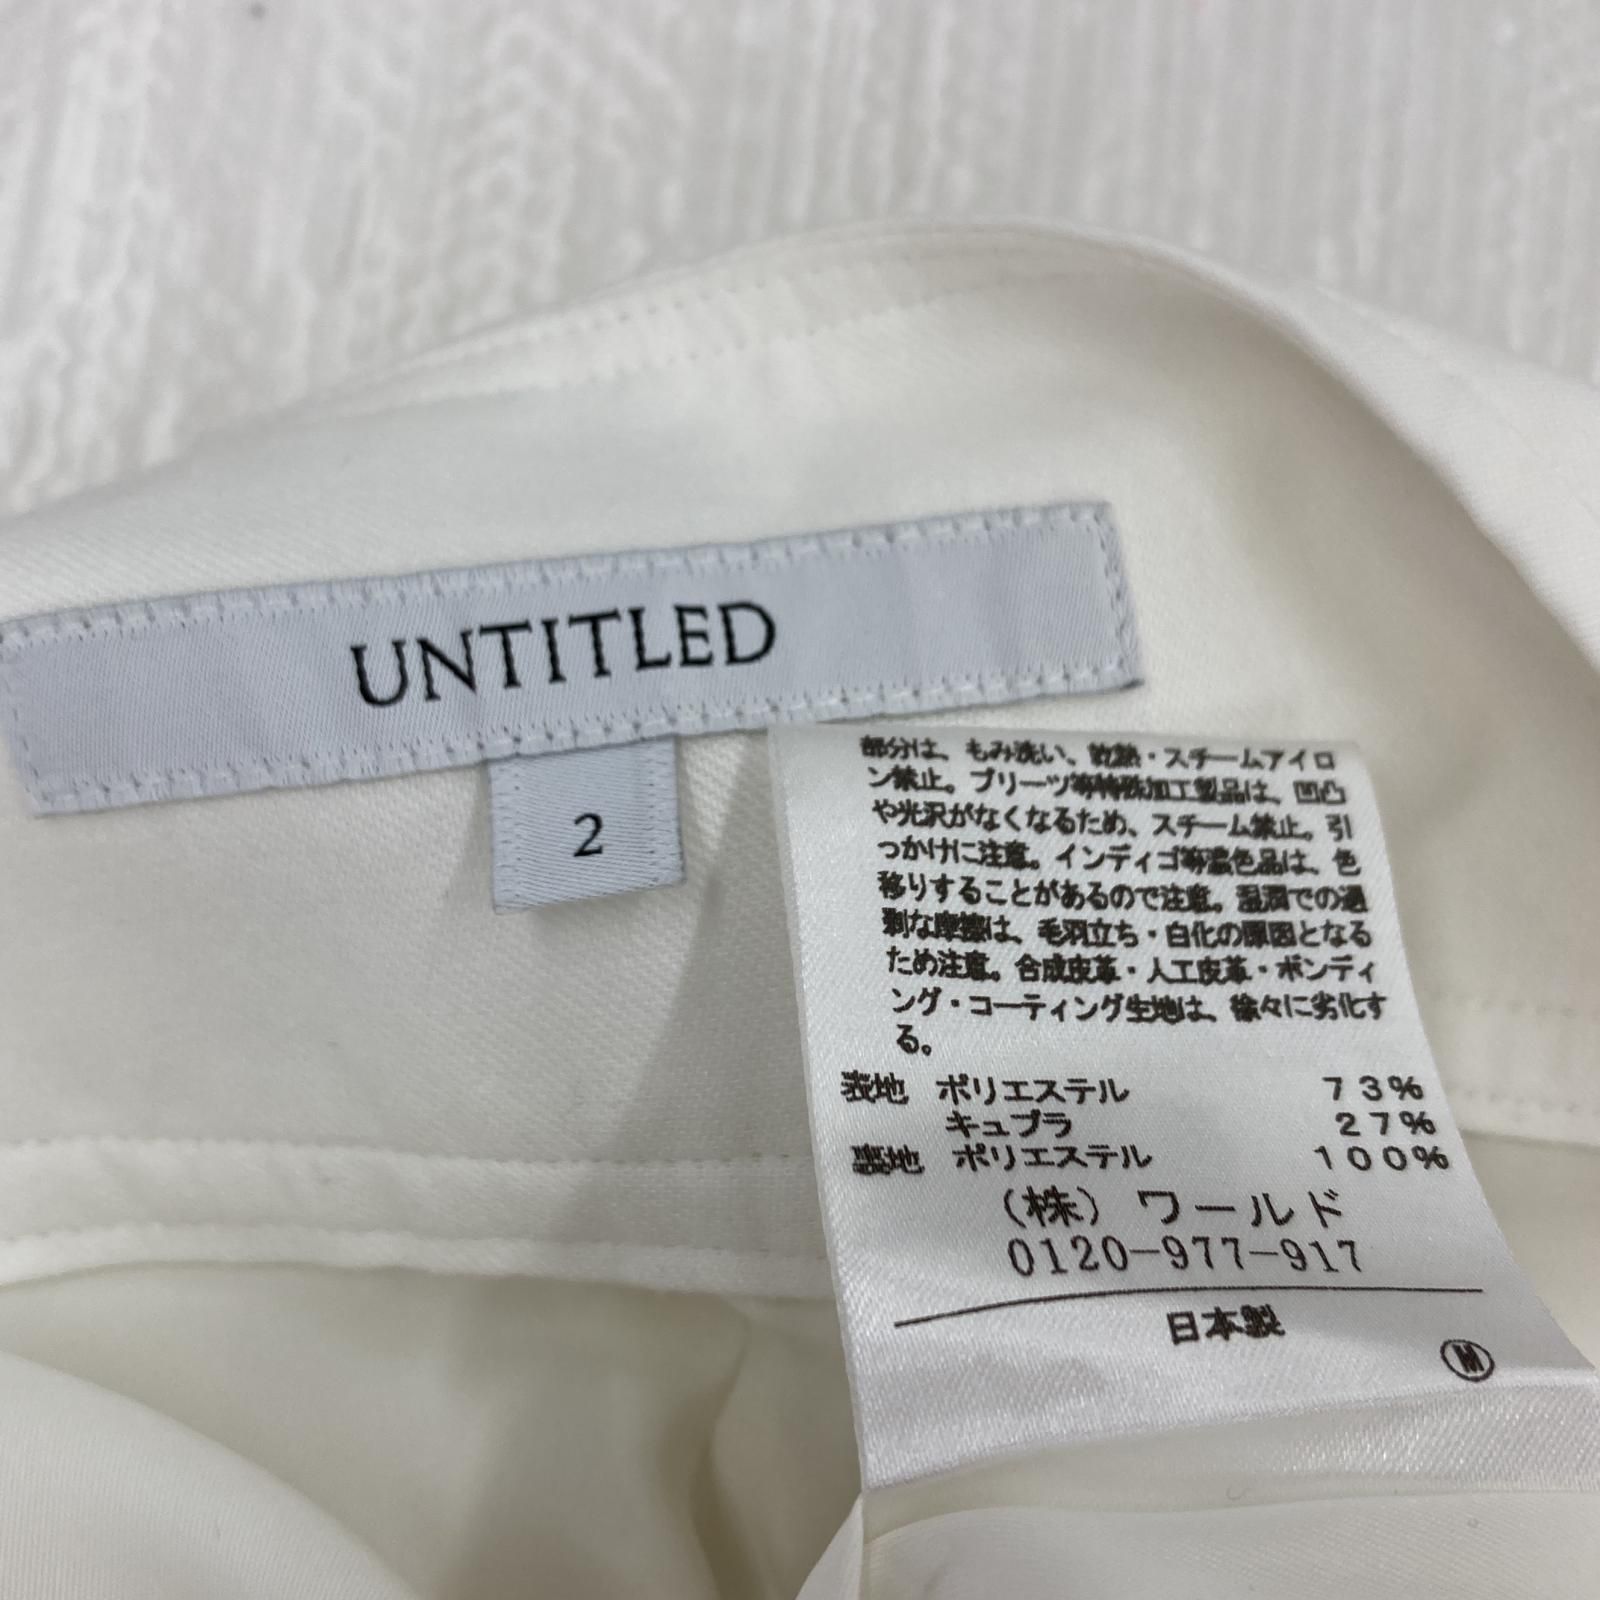 UNTITLED
2
部分は、もみ洗い、乾熱・スチームアイロ
ン禁止。プリーツ等特殊加工製品は、凹凸
や光沢がなくなるため、スチーム禁止。引
っかけに注意。インディゴ等濃色品は、色
移りすることがあるので注意。湿潤での過
剰な摩擦は、毛羽立ち・白化の原因となる
ため注意。合成皮革・人工皮革・ボンディ
ング・コーティング生地は、徐々に劣化す
る。
表地 ポリエステル 73%
キュプラ 27%
裏地 ポリエステル 100%
(株) ワールド
0120-977-917
日本製
M